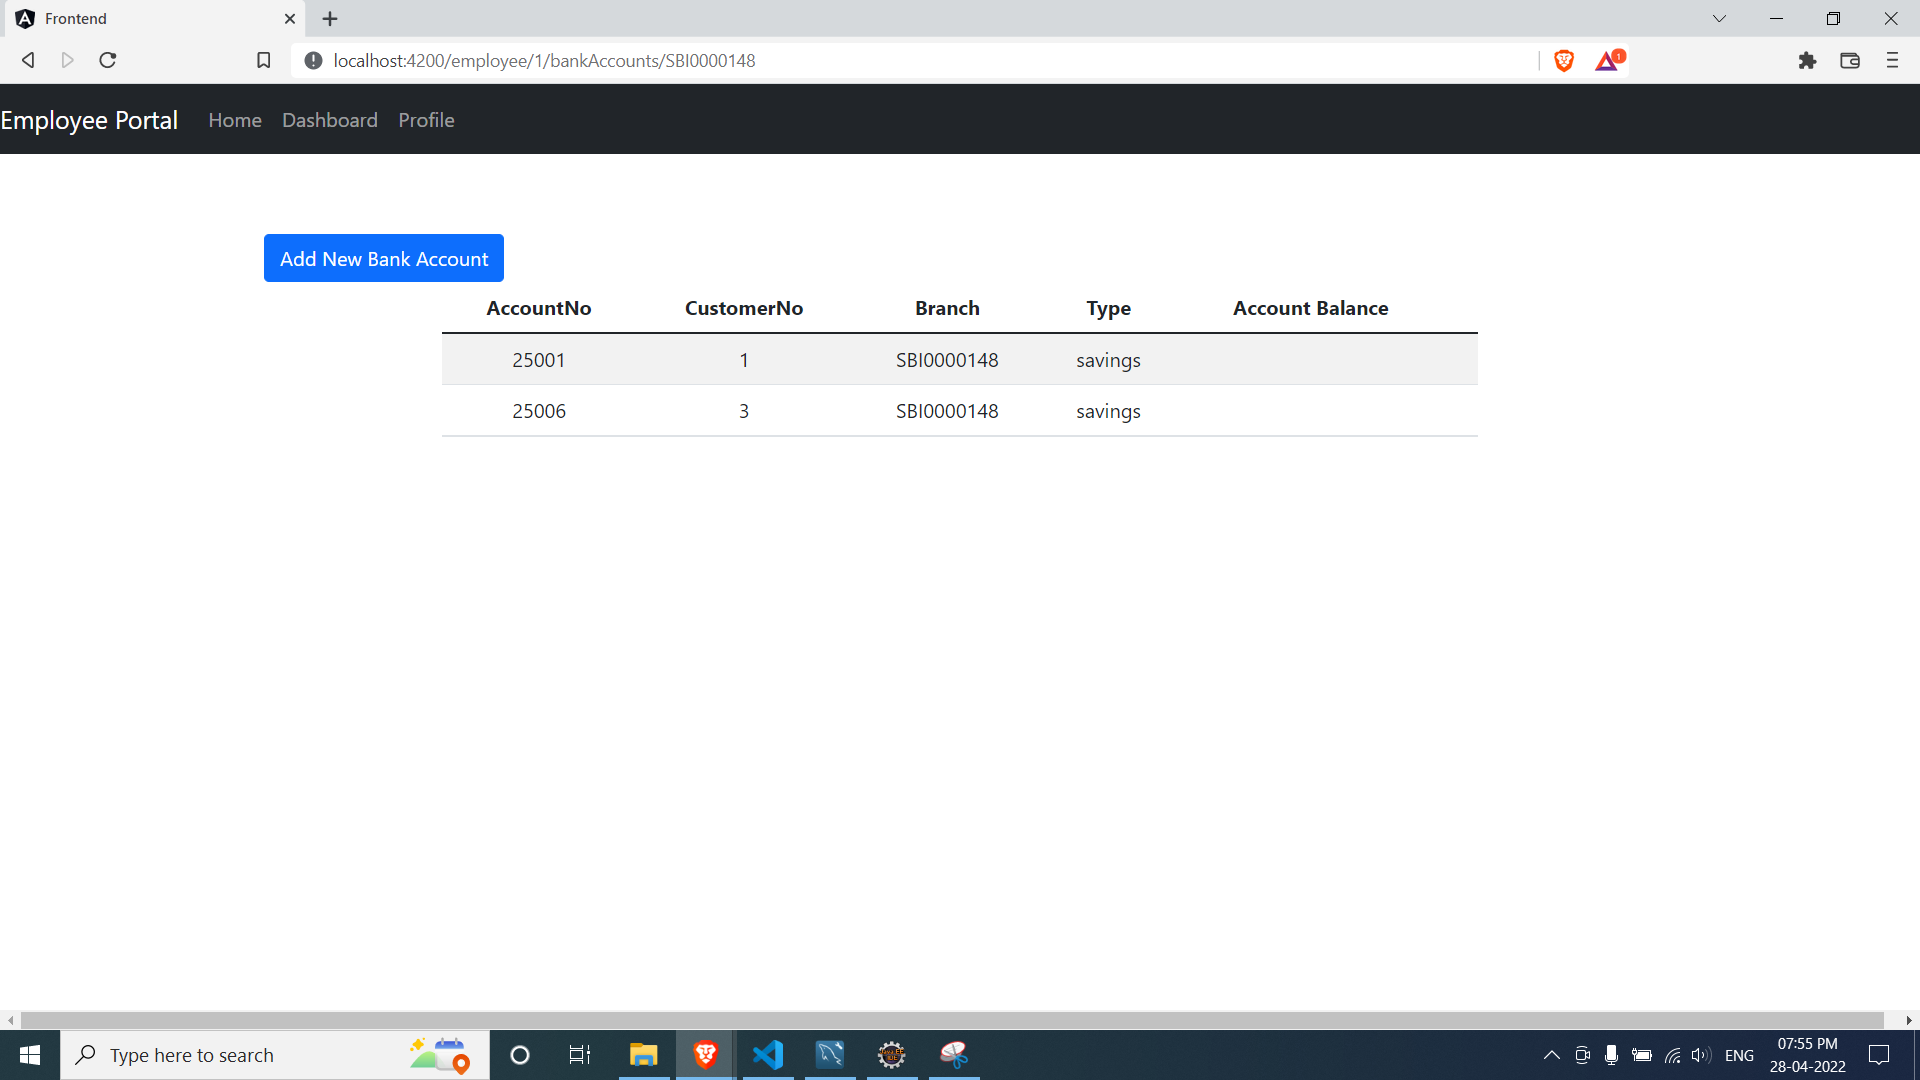 Frontend
localhost:4200/employee/1/bankAccounts/SBI0000148
1
Employee Portal Home Dashboard Profile
Add New Bank Account
AccountNo CustomerNo Branch Type Account Balance
25001 1 SBI0000148 savings
25006 3 SBI0000148 savings
Type here to search
ENG
07:55 PM
28-04-2022